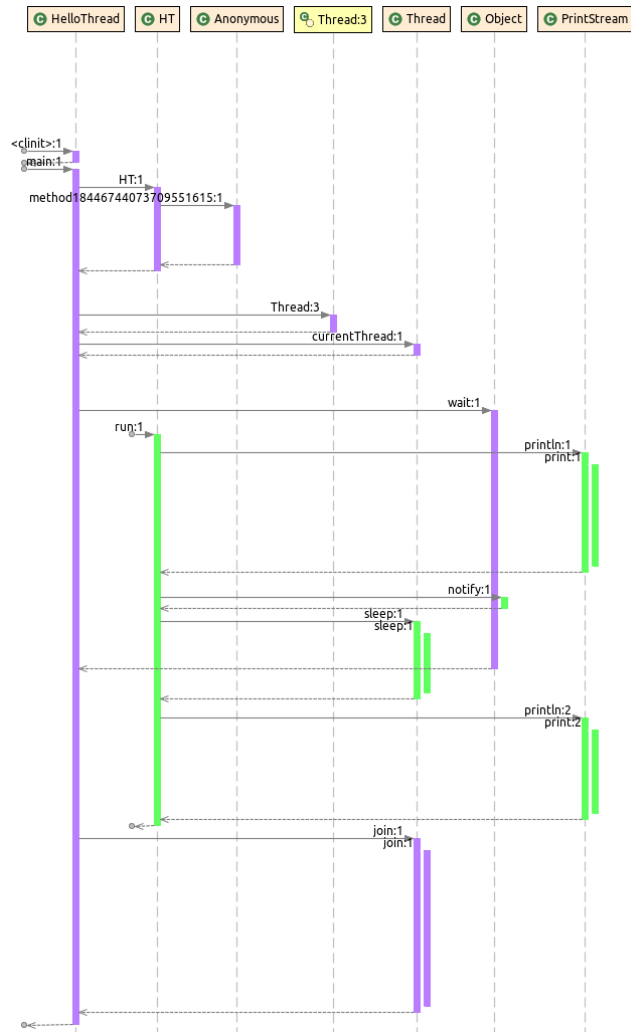 HelloThread HT Anonymous Thread:3 Thread Object PrintStream
<clinit>:1
main:1
HT:1
method18446744073709551615:1
Thread:3
currentThread:1
wait:1
run:1
println:1
print:1
notify:1
sleep:1
sleep:1
println:2
print:2
join:1
join:1